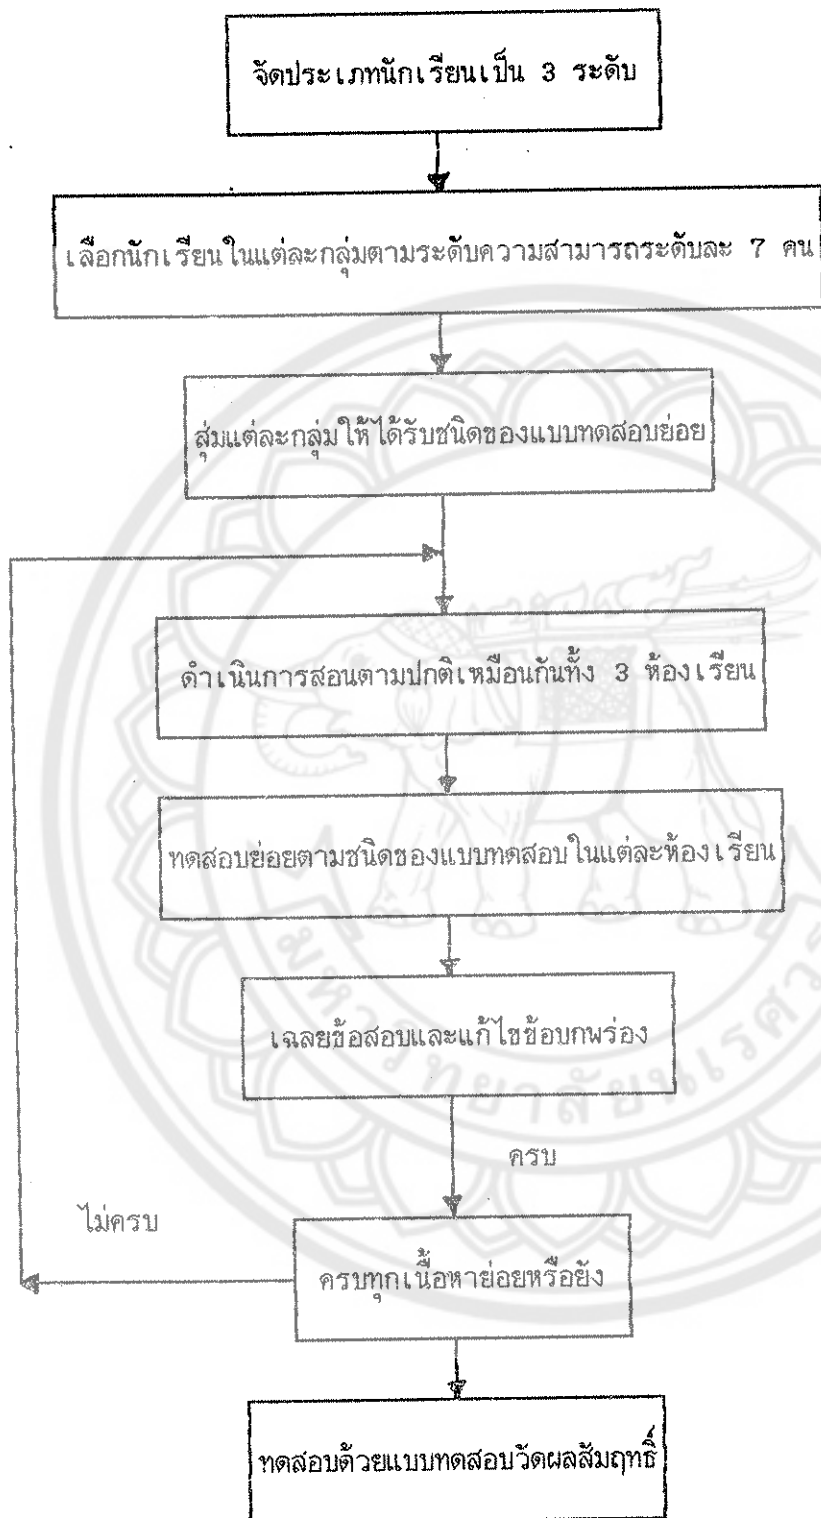 จัดประเภทนักเรียนเป็น 3 ระดับ
เลือกนักเรียนในแต่ละกลุ่มตามระดับความสามารถระดับละ 7 คน
สุ่มแต่ละกลุ่มให้ได้รับชนิดของแบบทดสอบย่อย
ดำเนินการสอนตามปกติเหมือนกันทั้ง 3 ห้องเรียน
ทดสอบย่อยตามชนิดของแบบทดสอบในแต่ละห้องเรียน
เฉลยข้อสอบและแก้ไขข้อบกพร่อง
ครบ
ไม่ครบ
ครบทุกเนื้อหาย่อยหรือยัง
ทดสอบด้วยแบบทดสอบวัดผลสัมฤทธิ์